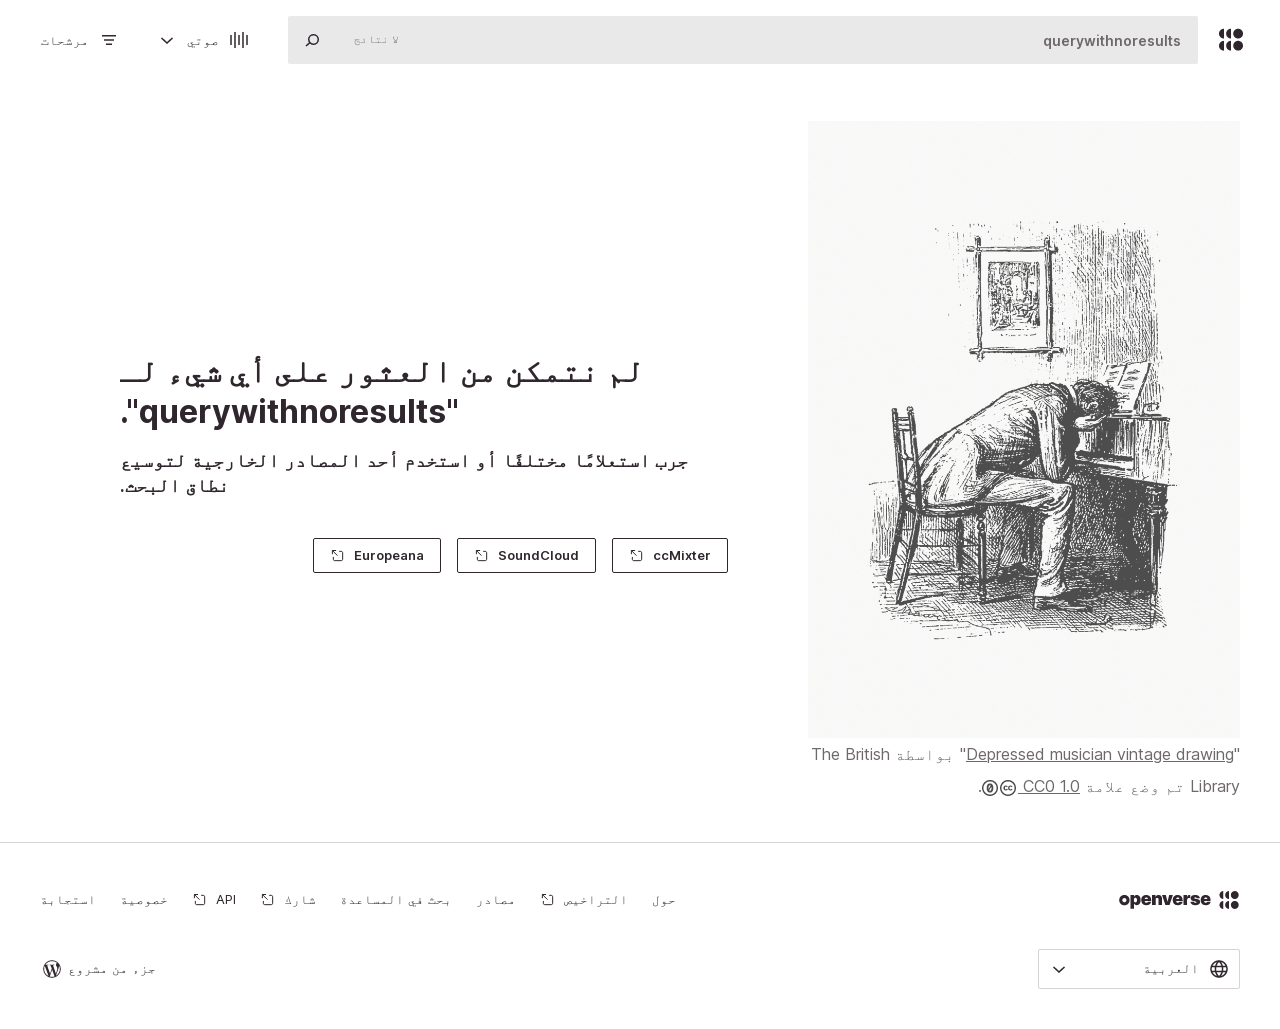 querywithnoresults
لا نتائج
صوتي
مرشحات
لم نتمكن من العثور على أي شيء لـ
"querywithnoresults".
جرب استعلامًا مختلفًا أو استخدم أحد المصادر الخارجية لتوسيع
نطاق البحث.
ccMixter
SoundCloud
Europeana
"Depressed musician vintage drawing" بواسطة The British
Library تم وضع علامة CC0 1.0.
openverse
حول
التراخيص
مصادر
بحث في المساعدة
شارك
API
خصوصية
استجابة
العربية
جزء من مشروع